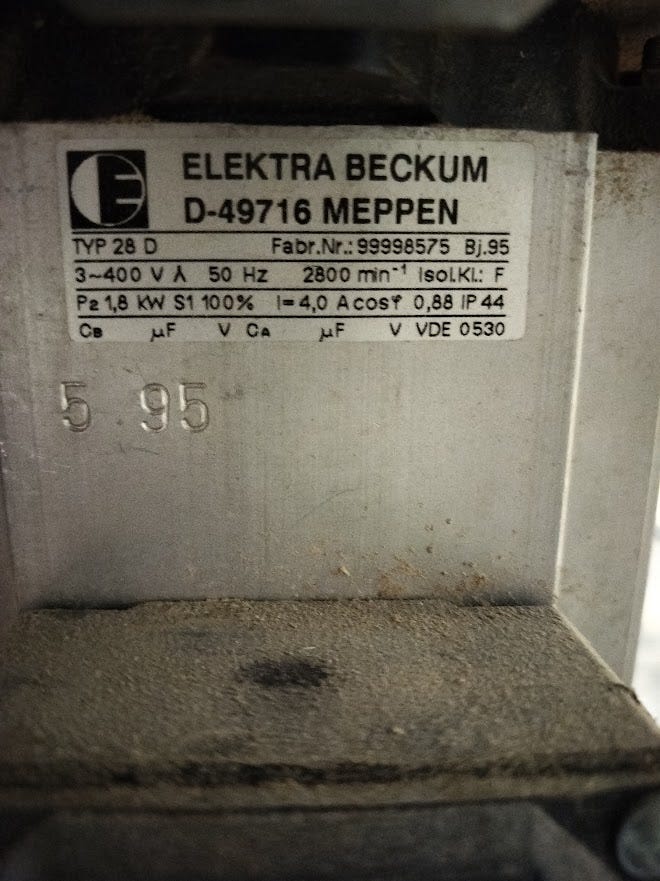 E
ELEKTRA BECKUM
D-49716 MEPPEN
TYP 28 D Fabr.Nr.: 99998575 Bj.95
3~400 V ⅄ 50 Hz 2800 min⁻¹ Isol.Kl.: F
P2 1,8 kW S1 100% I= 4,0 A cosφ 0,88 IP 44
CB µF V CA µF V VDE 0530
5 95